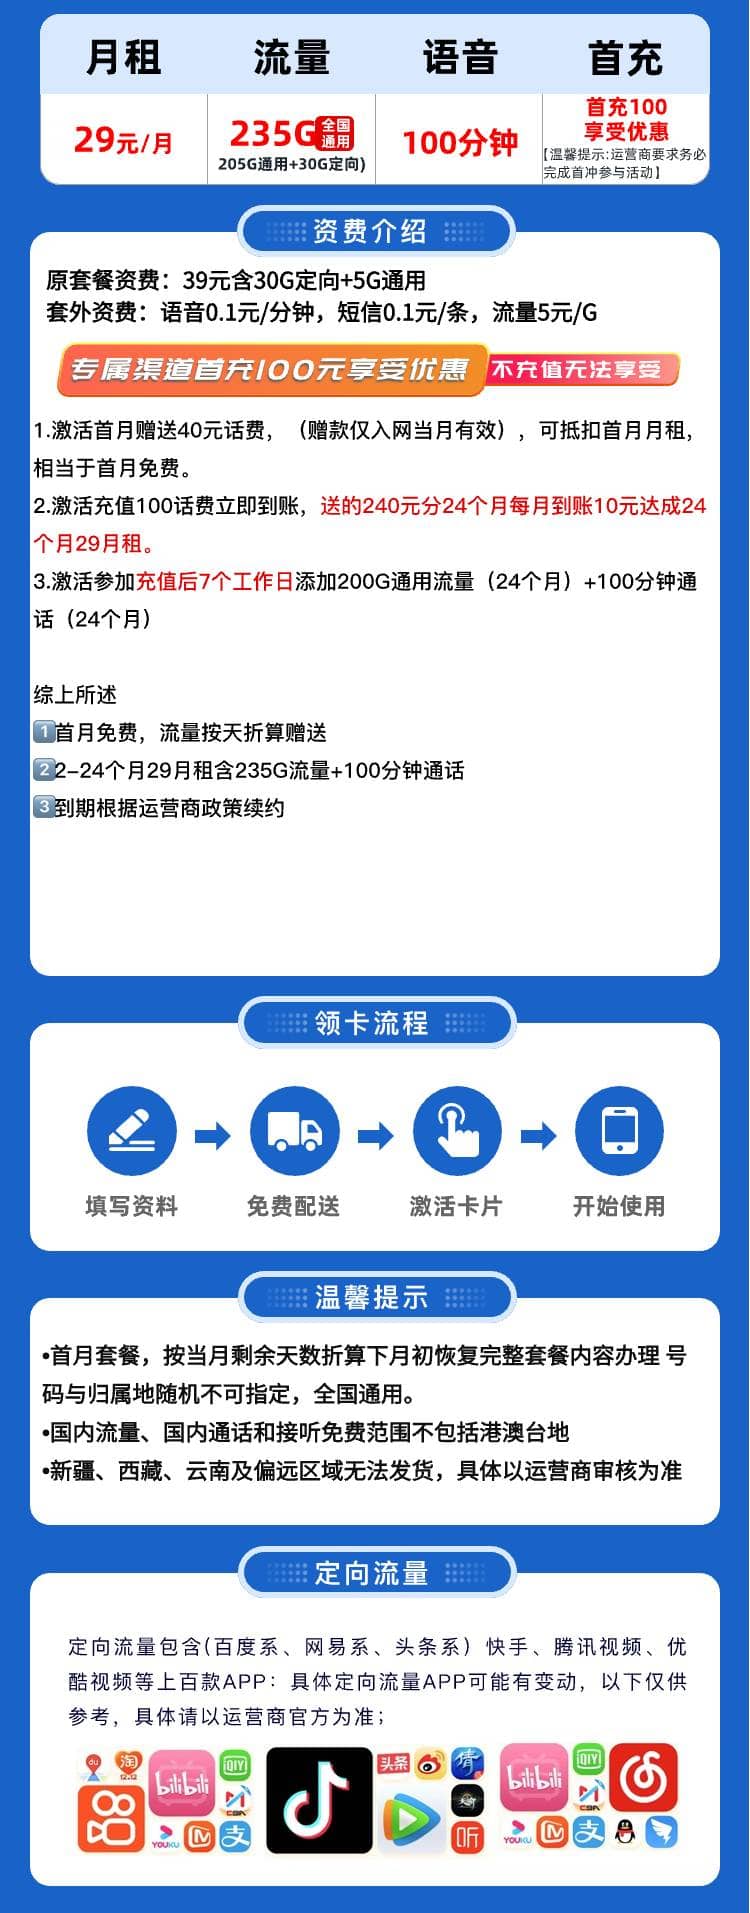 月租 流量 语音 首充
29元/月
235G全国通用
205G通用+30G定向)
100分钟
首充100
享受优惠
【温馨提示:运营商要求务必
完成首冲参与活动】
资费介绍
原套餐资费：39元含30G定向+5G通用
套外资费：语音0.1元/分钟，短信0.1元/条，流量5元/G
专属渠道首充100元享受优惠 不充值无法享受
1.激活首月赠送40元话费，（赠款仅入网当月有效），可抵扣首月月租，
相当于首月免费。
2.激活充值100话费立即到账，送的240元分24个月每月到账10元达成24
个月29月租。
3.激活参加充值后7个工作日添加200G通用流量（24个月）+100分钟通
话（24个月）
综上所述
1首月免费，流量按天折算赠送
22-24个月29月租含235G流量+100分钟通话
3到期根据运营商政策续约
领卡流程
填写资料 免费配送 激活卡片 开始使用
温馨提示
•首月套餐，按当月剩余天数折算下月初恢复完整套餐内容办理 号
码与归属地随机不可指定，全国通用。
•国内流量、国内通话和接听免费范围不包括港澳台地
•新疆、西藏、云南及偏远区域无法发货，具体以运营商审核为准
定向流量
定向流量包含(百度系、网易系、头条系）快手、腾讯视频、优
酷视频等上百款APP：具体定向流量APP可能有变动，以下仅供
参考，具体请以运营商官方为准；
du 淘 12.12 bilibili QIY CBA YOUKU 支 头条 倩 听 bilibili QIY CBA YOUKU 支